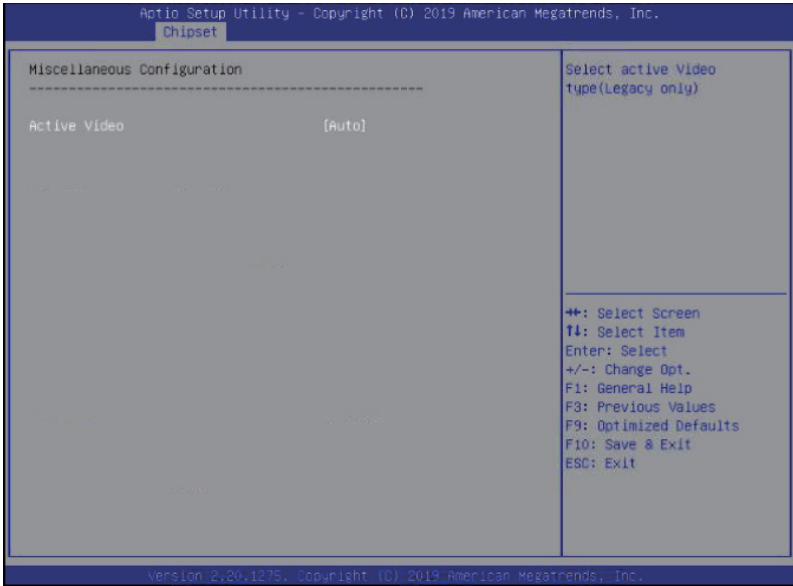 Aptio Setup Utility - Copyright (C) 2019 American Megatrends, Inc.
Chipset
Miscellaneous Configuration
--------------------------------------------------
Active Video [Auto]
Select active Video
type(Legacy only)
→←: Select Screen
↑↓: Select Item
Enter: Select
+/-: Change Opt.
F1: General Help
F3: Previous Values
F9: Optimized Defaults
F10: Save & Exit
ESC: Exit
Version 2.20.1275. Copyright (C) 2019 American Megatrends, Inc.